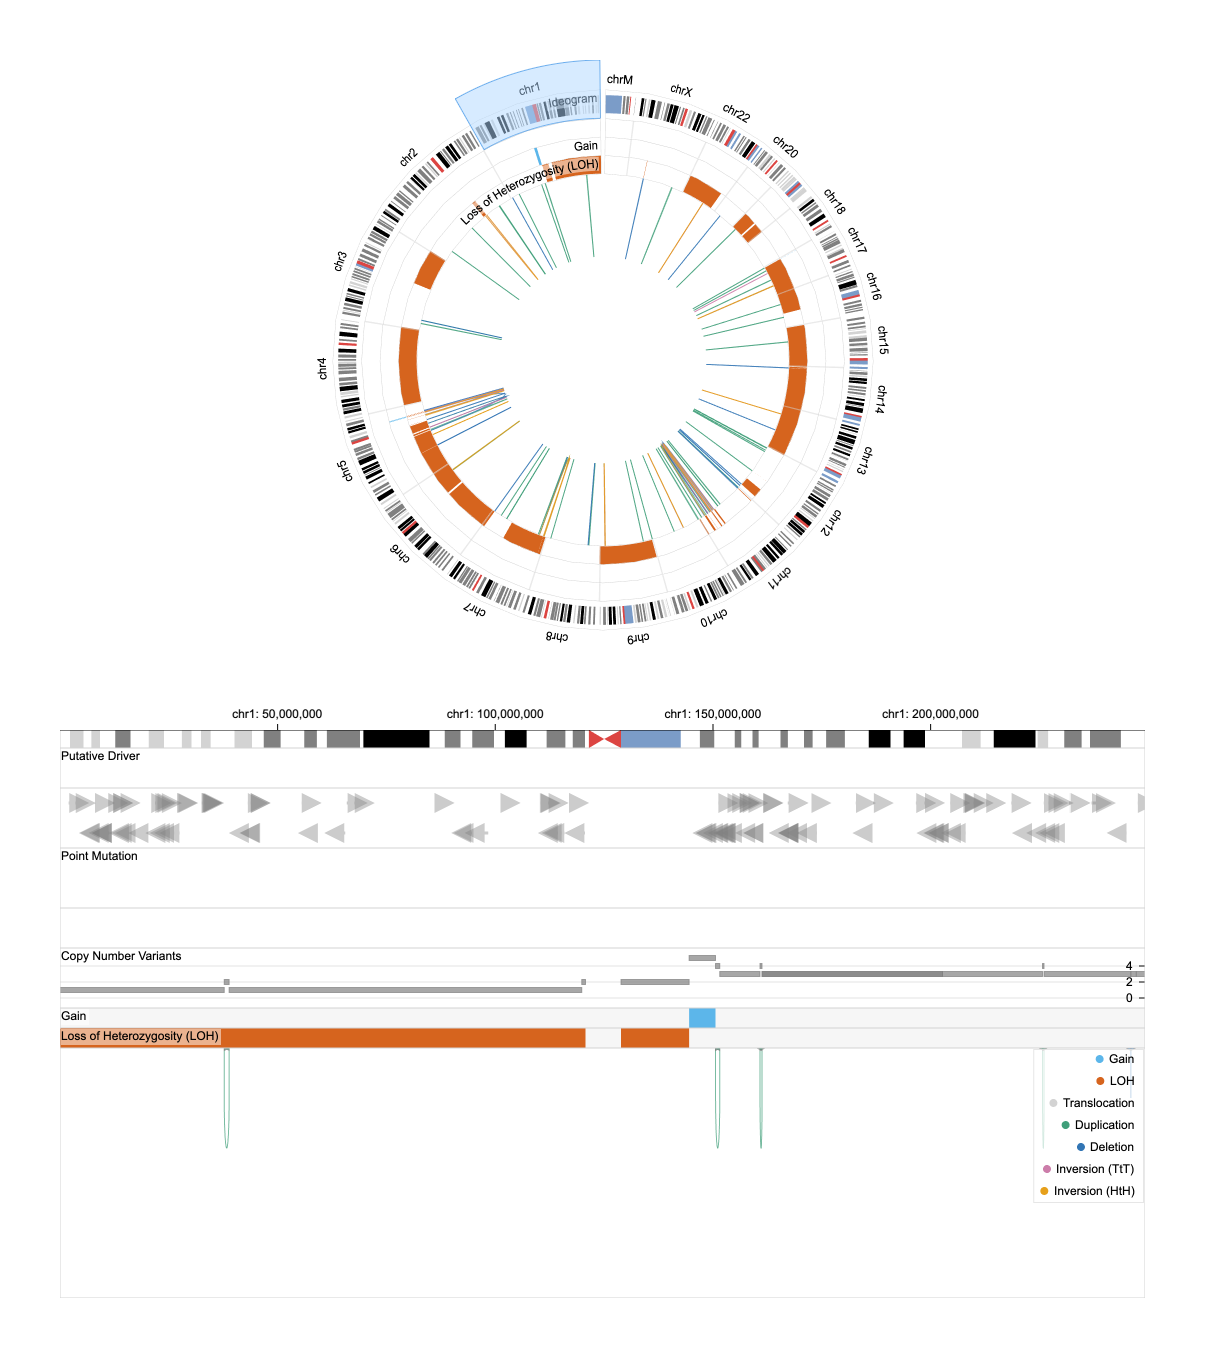 chrM
chrX
chr22
chr20
chr18
chr17
chr16
chr15
chr14
chr13
chr12
chr11
chr10
chr9
chr8
chr7
chr6
chr5
chr4
chr3
chr2
chr1
Ideogram
Gain
Loss of Heterozygosity (LOH)
chr1: 50,000,000
chr1: 100,000,000
chr1: 150,000,000
chr1: 200,000,000
Putative Driver
Point Mutation
Copy Number Variants
4
2
0
Gain
Loss of Heterozygosity (LOH)
Gain
LOH
Translocation
Duplication
Deletion
Inversion (TtT)
Inversion (HtH)